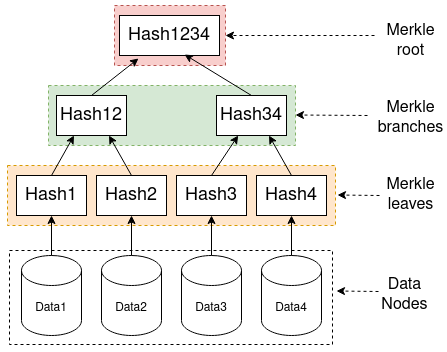 Hash1234
Merkle
root
Hash12
Hash34
Merkle
branches
Hash1
Hash2
Hash3
Hash4
Merkle
leaves
Data1
Data2
Data3
Data4
Data
Nodes